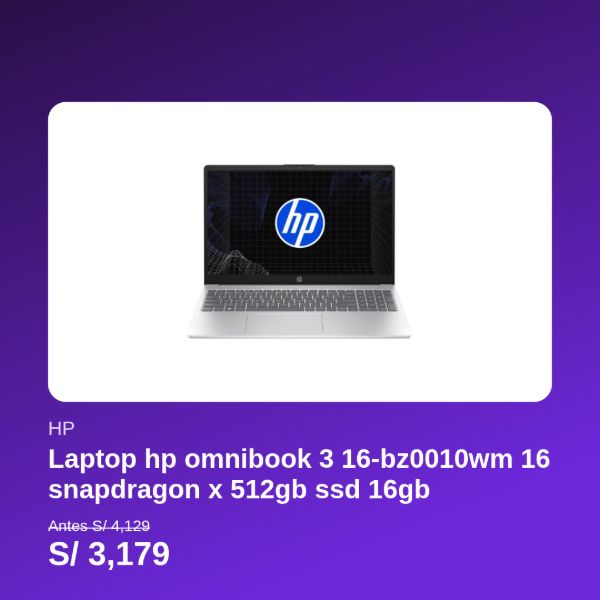 hp
HP
Laptop hp omnibook 3 16-bz0010wm 16
snapdragon x 512gb ssd 16gb
Antes S/ 4,129
S/ 3,179